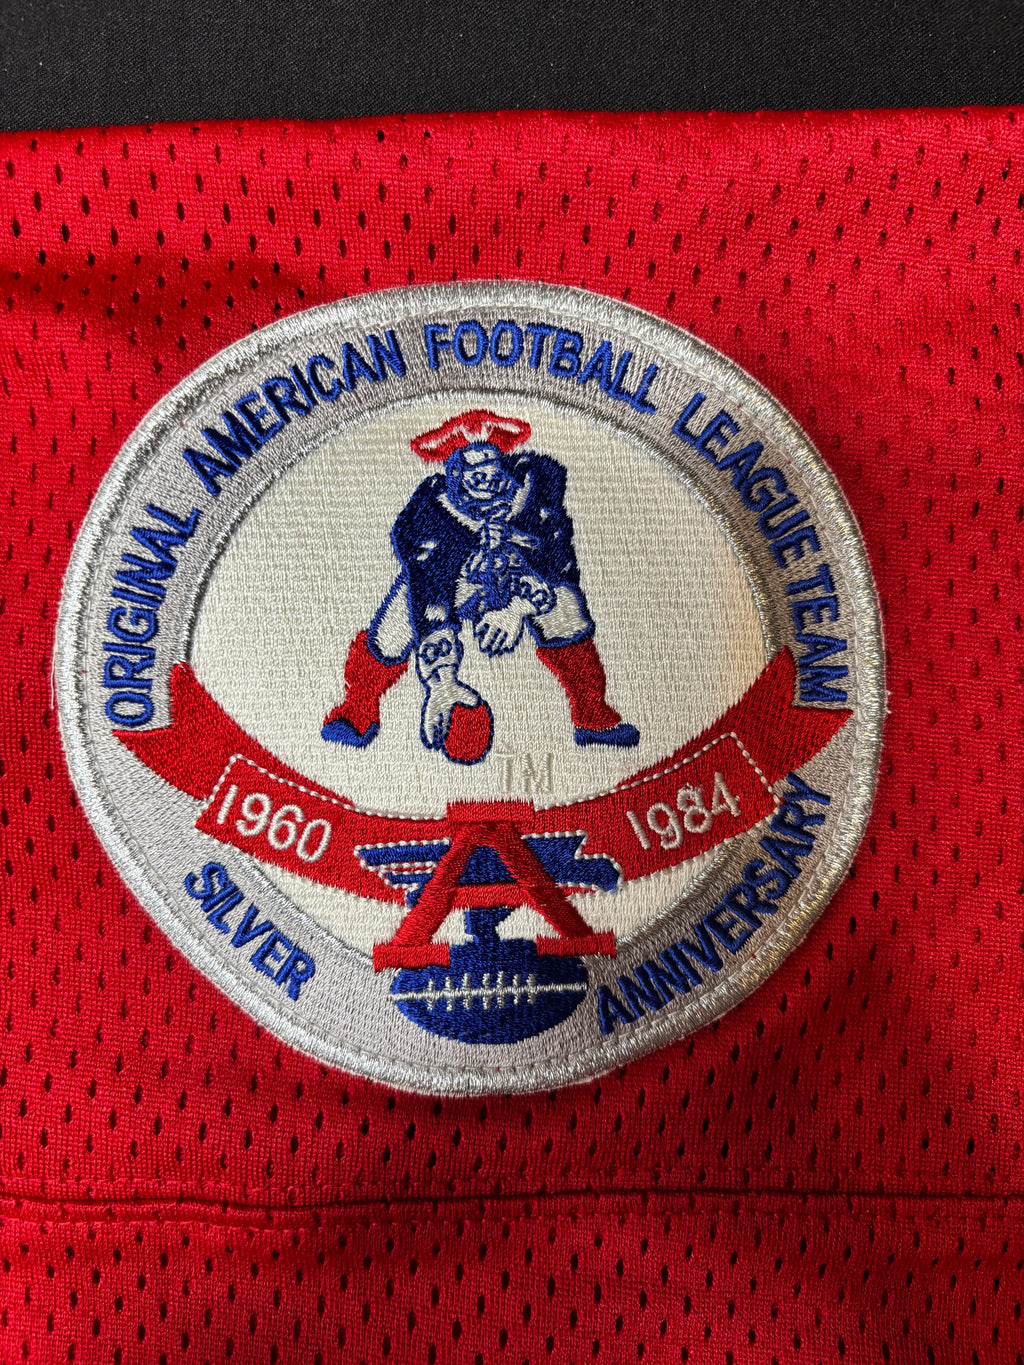 ORIGINAL AMERICAN FOOTBALL LEAGUE TEAM
TM
1960 1984
A
SILVER ANNIVERSARY